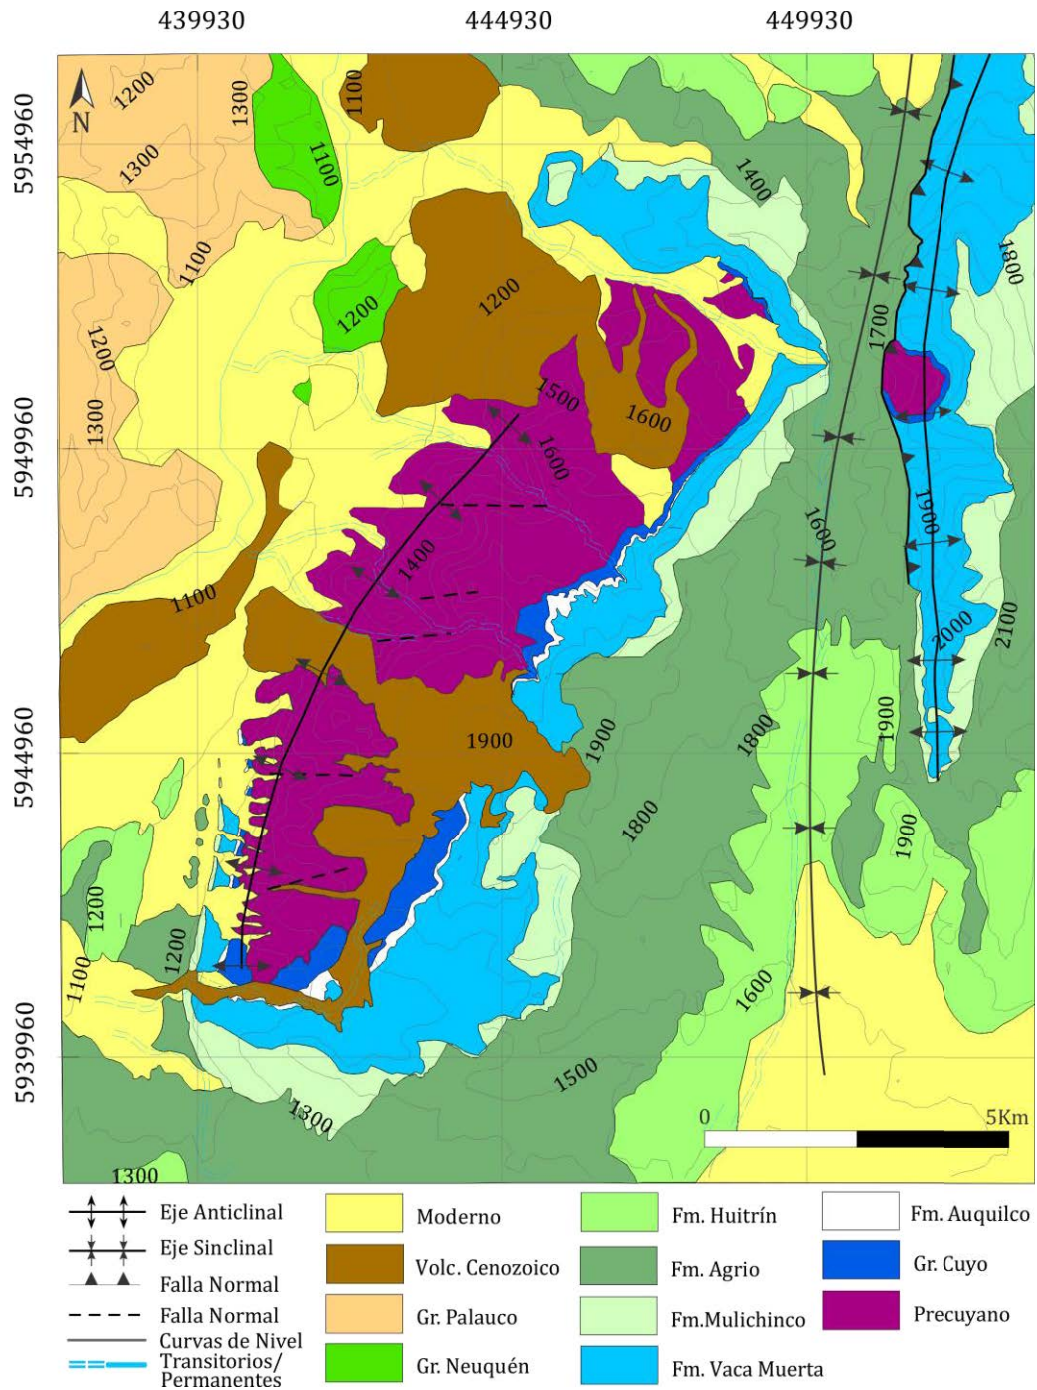 439930 444930 449930
5954960
5949960
5944960
5939960
N
1200
1300
1100
1300
1100
1100
1400
1800
1100
1200
1200
1700
1200
1300
1500
1600
1600
1900
1600
1400
1100
2000
2100
1900
1800
1900
1900
1800
1900
1200
1200
1100
1600
1500
1300
1300
0 5Km
Eje Anticlinal
Eje Sinclinal
Falla Normal
Falla Normal
Curvas de Nivel
Transitorios/
Permanentes
Moderno
Volc. Cenozoico
Gr. Palauco
Gr. Neuquén
Fm. Huitrín
Fm. Agrio
Fm.Mulichinco
Fm. Vaca Muerta
Fm. Auquilco
Gr. Cuyo
Precuyano